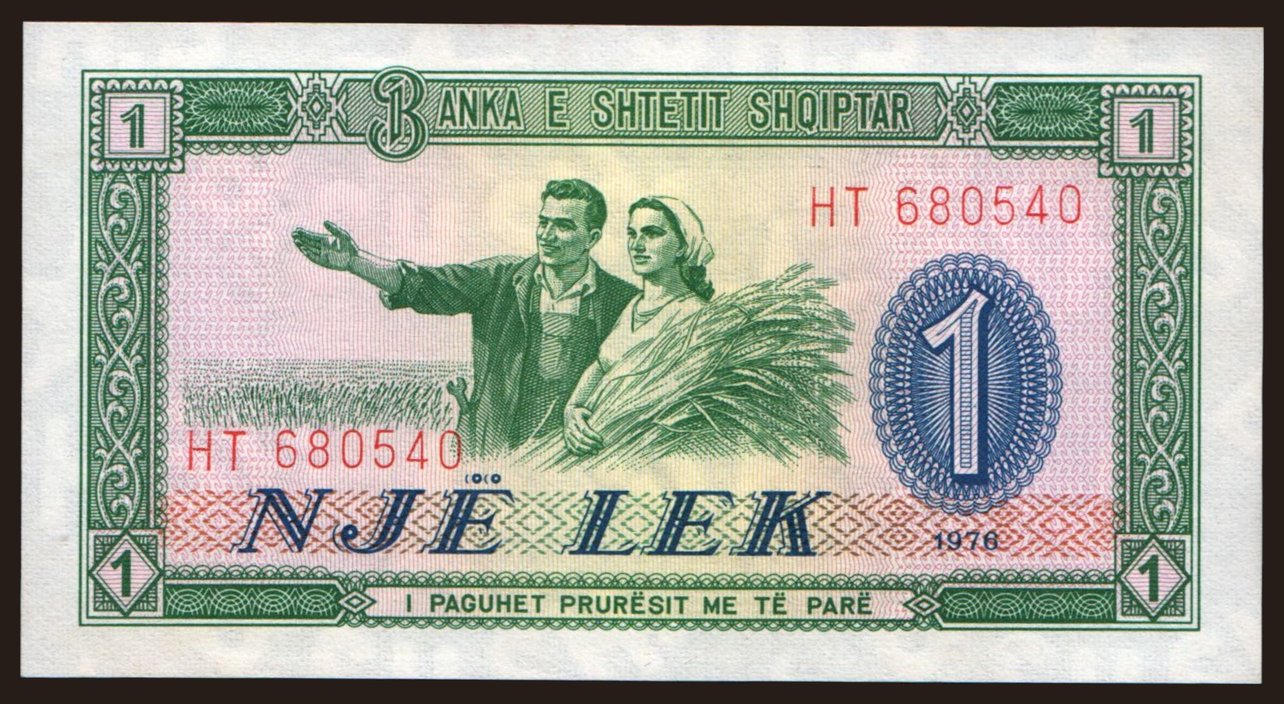 1 BANKA E SHTETIT SHQIPTAR 1
HT 680540
1
HT 680540
NJË LEK
1976
1 I PAGUHET PRURËSIT ME TË PARË 1